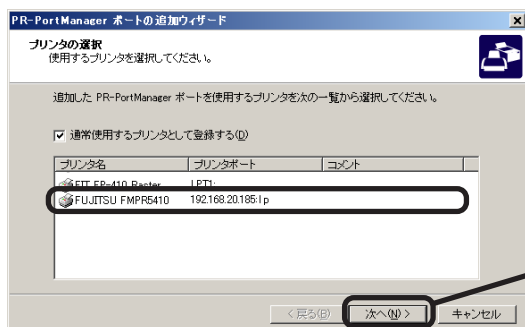 PR-PortManager ポートの追加ウィザード
プリンタの選択
使用するプリンタを選択してください。
追加した PR-PortManager ポートを使用するプリンタを次の一覧から選択してください。
通常使用するプリンタとして登録する(D)
プリンタ名 プリンタポート コメント
FIT FP-410 Raster LPT1:
FUJITSU FMPR5410 192.168.20.185:lp
< 戻る(B) 次へ(N) > キャンセル